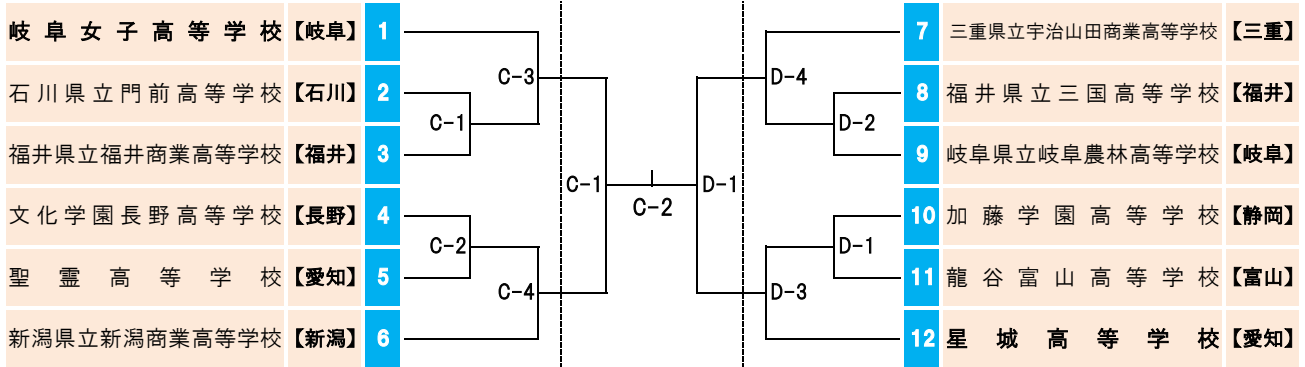 岐阜女子高等学校 【岐阜】 1
石川県立門前高等学校 【石川】 2
福井県立福井商業高等学校 【福井】 3
文化学園長野高等学校 【長野】 4
聖霊高等学校 【愛知】 5
新潟県立新潟商業高等学校 【新潟】 6
C-3
C-1
C-2
C-4
C-1
C-2
D-1
D-4
D-2
D-1
D-3
7 三重県立宇治山田商業高等学校 【三重】
8 福井県立三国高等学校 【福井】
9 岐阜県立岐阜農林高等学校 【岐阜】
10 加藤学園高等学校 【静岡】
11 龍谷富山高等学校 【富山】
12 星城高等学校 【愛知】